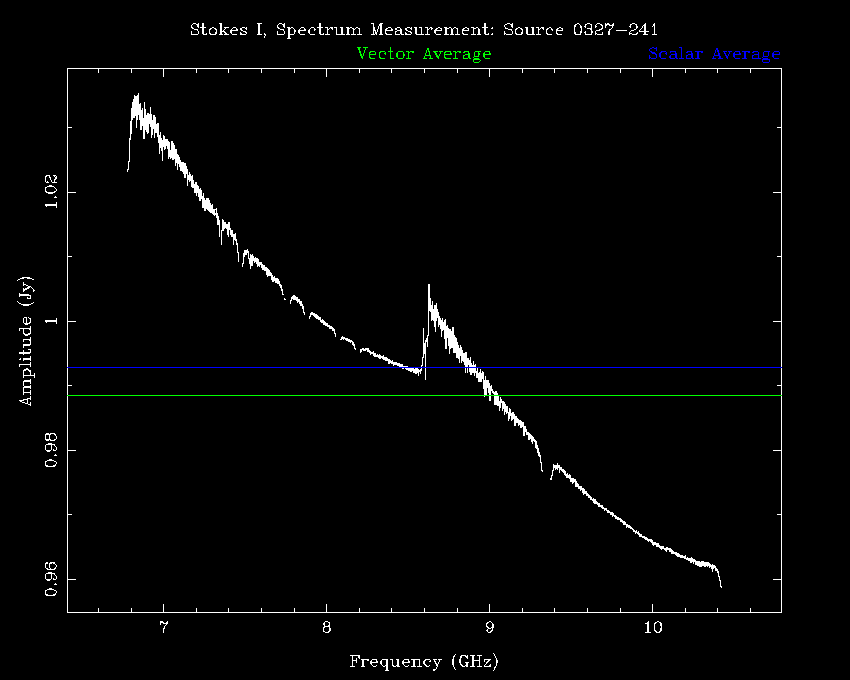 Stokes I, Spectrum Measurement: Source 0327-241
Vector Average
Scalar Average
Amplitude (Jy)
1.02
1
0.98
0.96
7
8
9
10
Frequency (GHz)